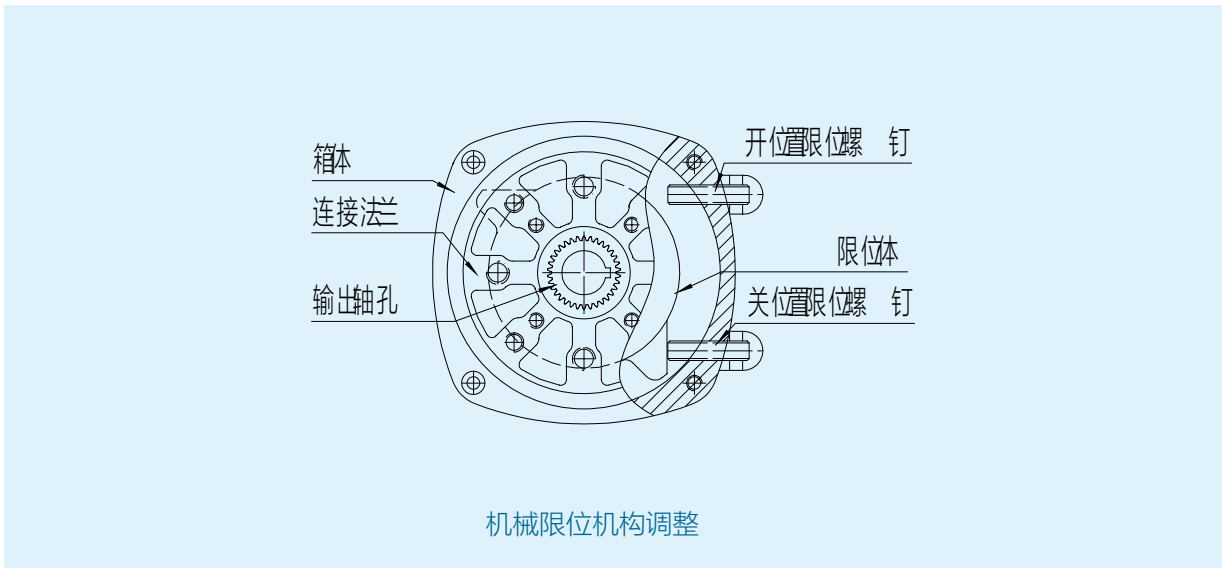 箱体
连接法兰
输出轴孔
开位置限位螺 钉
限位体
关位置限位螺 钉
机械限位机构调整